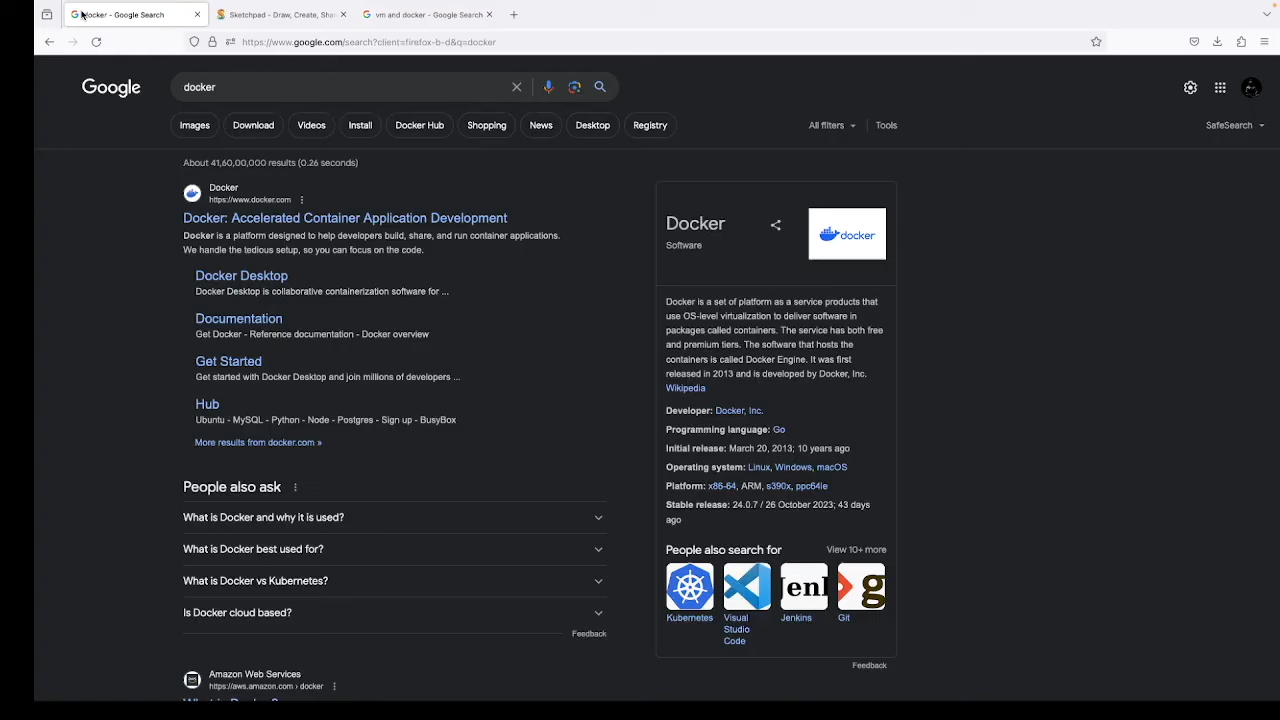 docker - Google Search
Sketchpad - Draw, Create, Shar
vm and docker - Google Search
https://www.google.com/search?client=firefox-b-d&q=docker
Google
docker
Images
Download
Videos
Install
Docker Hub
Shopping
News
Desktop
Registry
All filters
Tools
SafeSearch
About 41,60,00,000 results (0.26 seconds)
Docker
https://www.docker.com
Docker: Accelerated Container Application Development
Docker is a platform designed to help developers build, share, and run container applications.
We handle the tedious setup, so you can focus on the code.
Docker Desktop
Docker Desktop is collaborative containerization software for ...
Documentation
Get Docker - Reference documentation - Docker overview
Get Started
Get started with Docker Desktop and join millions of developers ...
Hub
Ubuntu - MySQL - Python - Node - Postgres - Sign up - BusyBox
More results from docker.com »
People also ask
What is Docker and why it is used?
What is Docker best used for?
What is Docker vs Kubernetes?
Is Docker cloud based?
Feedback
Amazon Web Services
https://aws.amazon.com › docker
Docker
Software
docker
Docker is a set of platform as a service products that
use OS-level virtualization to deliver software in
packages called containers. The service has both free
and premium tiers. The software that hosts the
containers is called Docker Engine. It was first
released in 2013 and is developed by Docker, Inc.
Wikipedia
Developer: Docker, Inc.
Programming language: Go
Initial release: March 20, 2013; 10 years ago
Operating system: Linux, Windows, macOS
Platform: x86-64, ARM, s390x, ppc64le
Stable release: 24.0.7 / 26 October 2023; 43 days
ago
People also search for
View 10+ more
Jenl
g
Kubernetes
Visual
Studio
Code
Jenkins
Git
Feedback